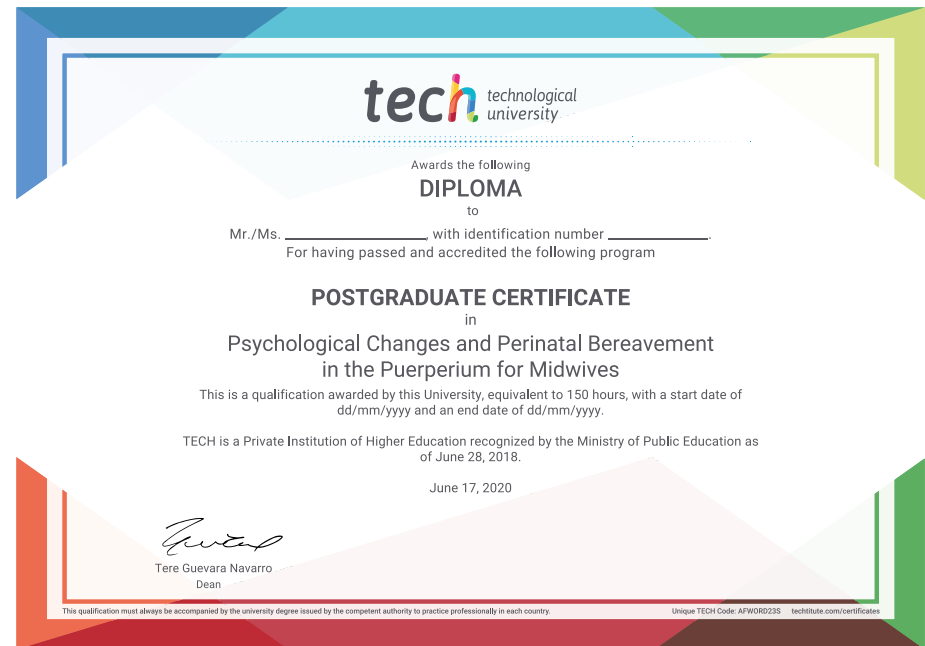 tech technological
university
Awards the following
DIPLOMA
to
Mr./Ms. ____________________, with identification number ______________.
For having passed and accredited the following program
POSTGRADUATE CERTIFICATE
in
Psychological Changes and Perinatal Bereavement
in the Puerperium for Midwives
This is a qualification awarded by this University, equivalent to 150 hours, with a start date of
dd/mm/yyyy and an end date of dd/mm/yyyy.
TECH is a Private Institution of Higher Education recognized by the Ministry of Public Education as
of June 28, 2018.
June 17, 2020
Tere Guevara Navarro
Dean
This qualification must always be accompanied by the university degree issued by the competent authority to practice professionally in each country.
Unique TECH Code: AFWORD23S techtitute.com/certificates